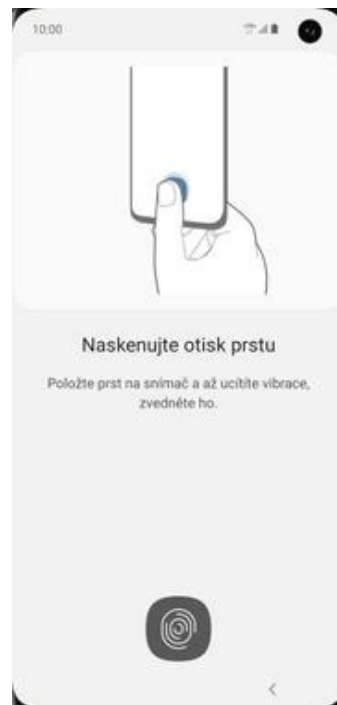 10:00
Naskenujte otisk prstu
Položte prst na snímač a až ucítíte vibrace,
zvedněte ho.